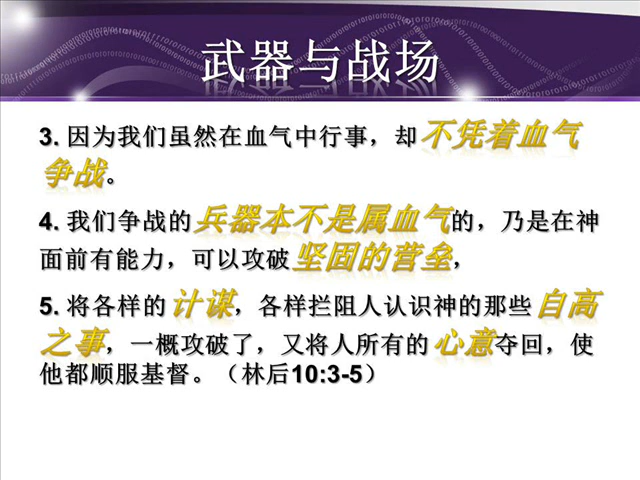 武器与战场
3. 因为我们虽然在血气中行事，却不凭着血气
争战。
4. 我们争战的兵器本不是属血气的，乃是在神
面前有能力，可以攻破坚固的营垒，
5. 将各样的计谋，各样拦阻人认识神的那些自高
之事，一概攻破了，又将人所有的心意夺回，使
他都顺服基督。（林后10:3-5）